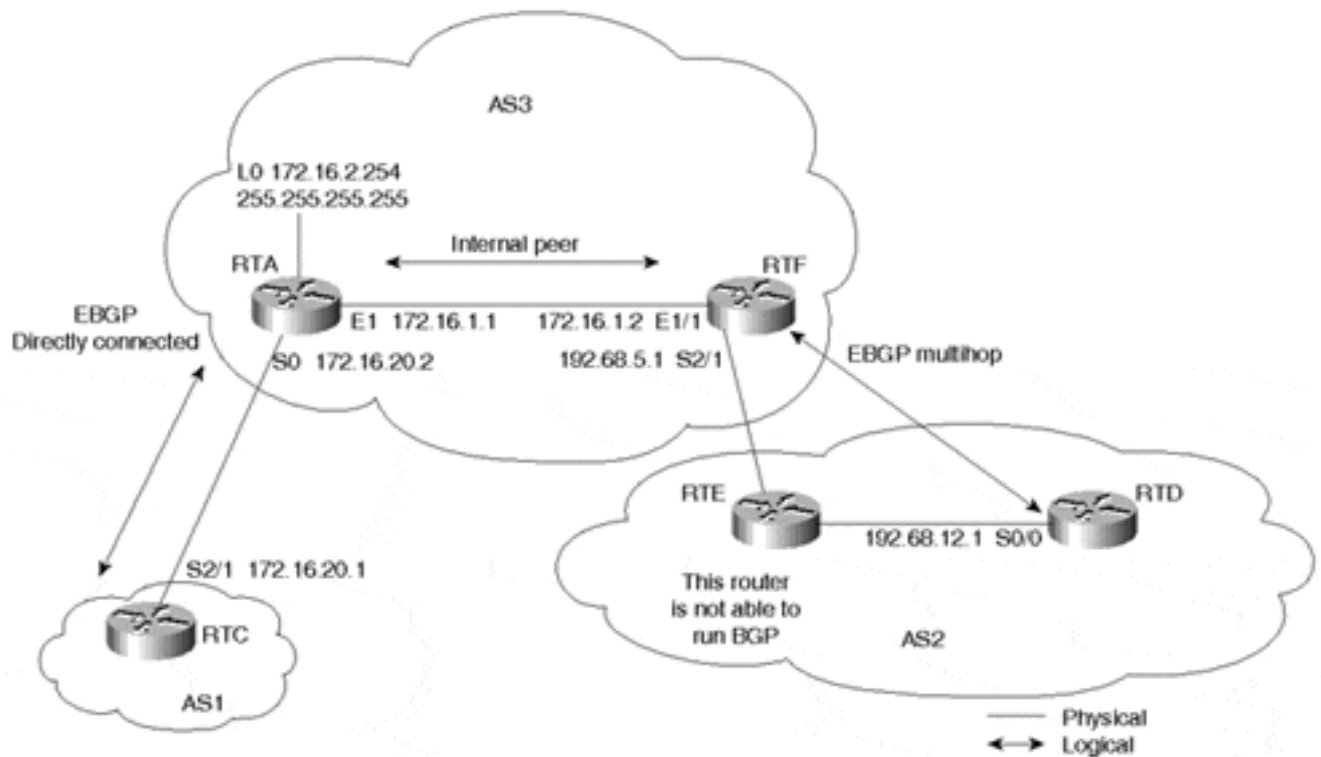 AS3
L0 172.16.2.254
255.255.255.255
Internal peer
RTA
RTF
EBGP
Directly connected
E1 172.16.1.1
172.16.1.2 E1/1
S0 172.16.20.2
192.68.5.1 S2/1
EBGP multihop
RTE
RTD
192.68.12.1 S0/0
S2/1 172.16.20.1
This router
is not able to
run BGP
RTC
AS2
AS1
Physical
Logical